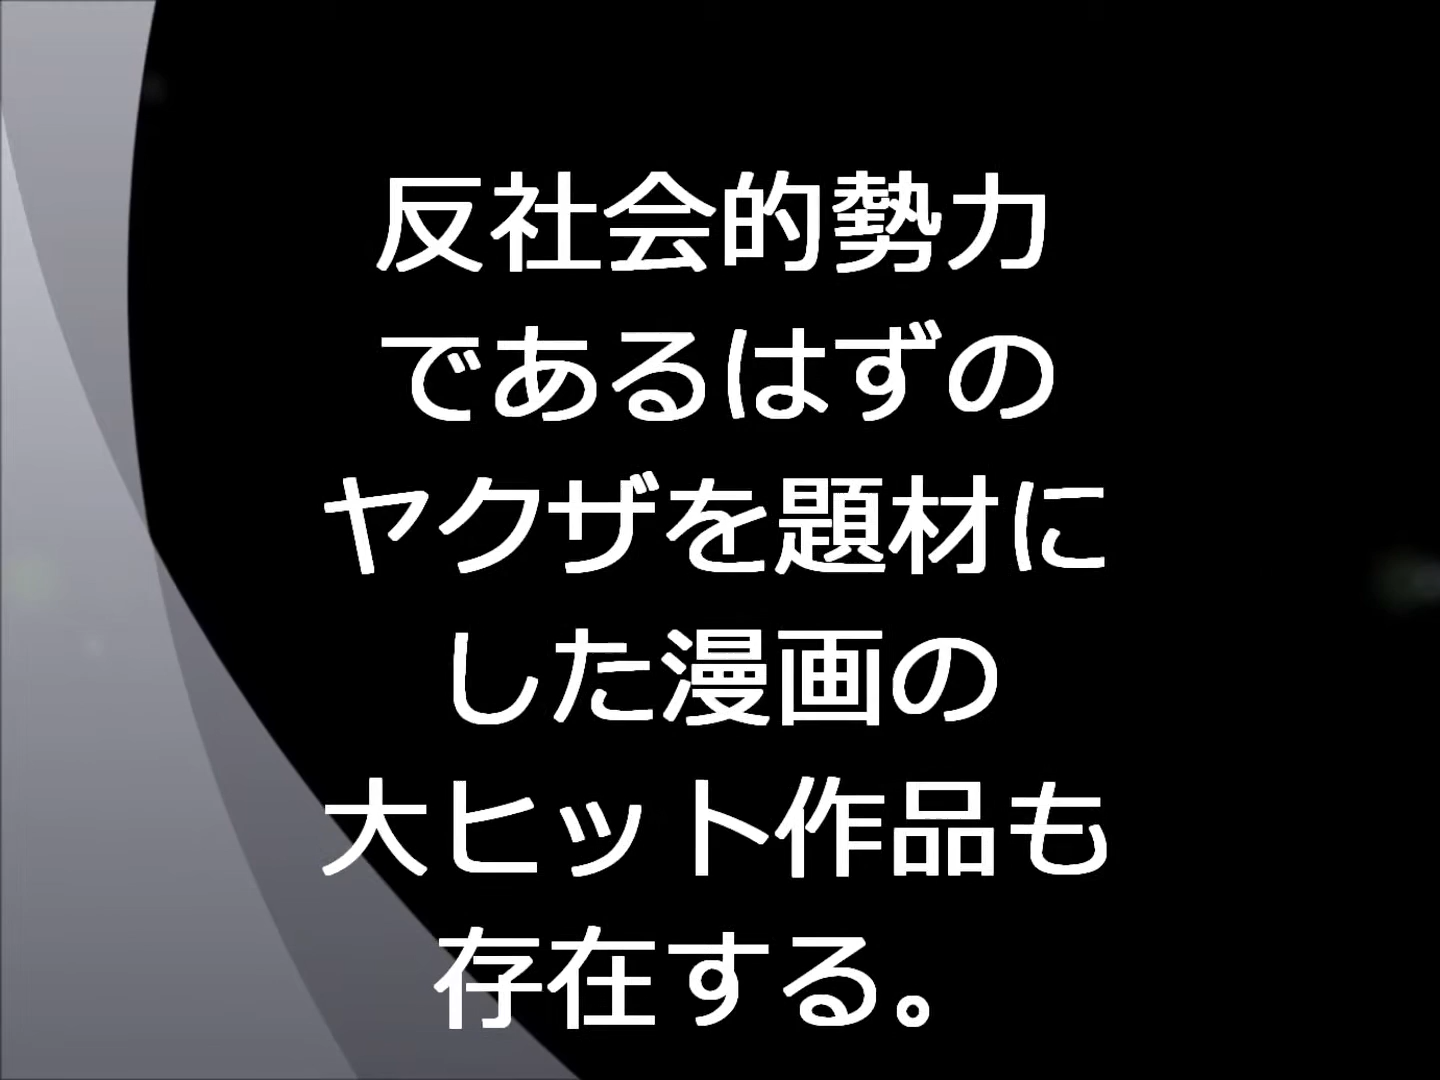 反社会的勢力
であるはずの
ヤクザを題材に
した漫画の
大ヒット作品も
存在する。